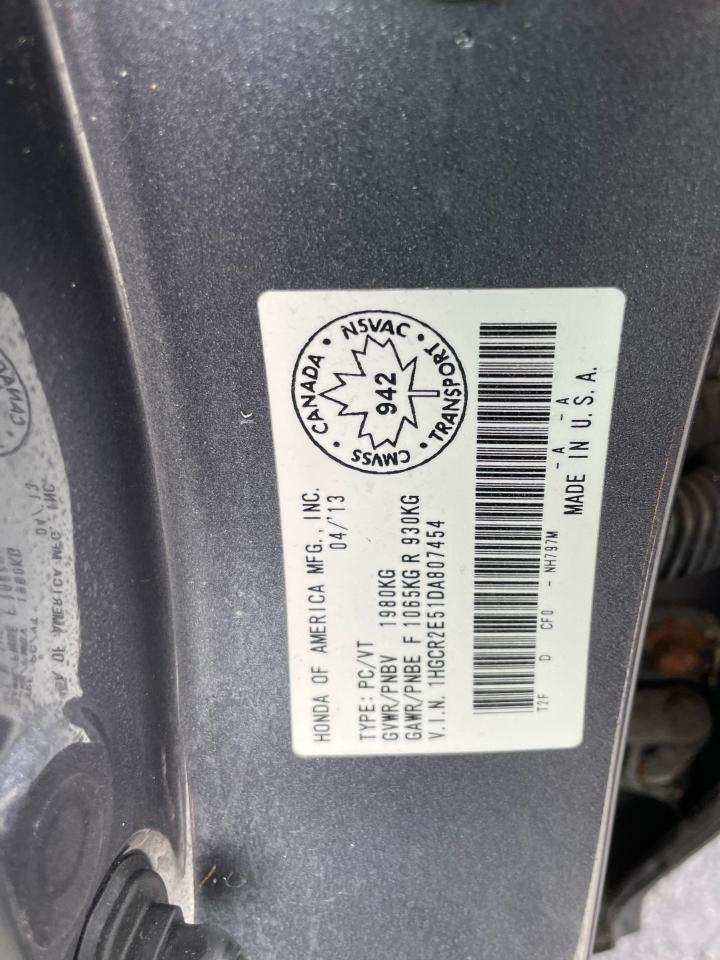 CANADA • NSVAC • TRANSPORT • CMVSS •
942
HONDA OF AMERICA MFG., INC.
04/'13
TYPE: PC/VT
GVWR/PNBV 1980KG
GAWR/PNBE F 1065KG R 930KG
V.I.N. 1HGCR2E51DA807454
T2F D CF0 - NH797M - A - A
MADE IN U.S.A.